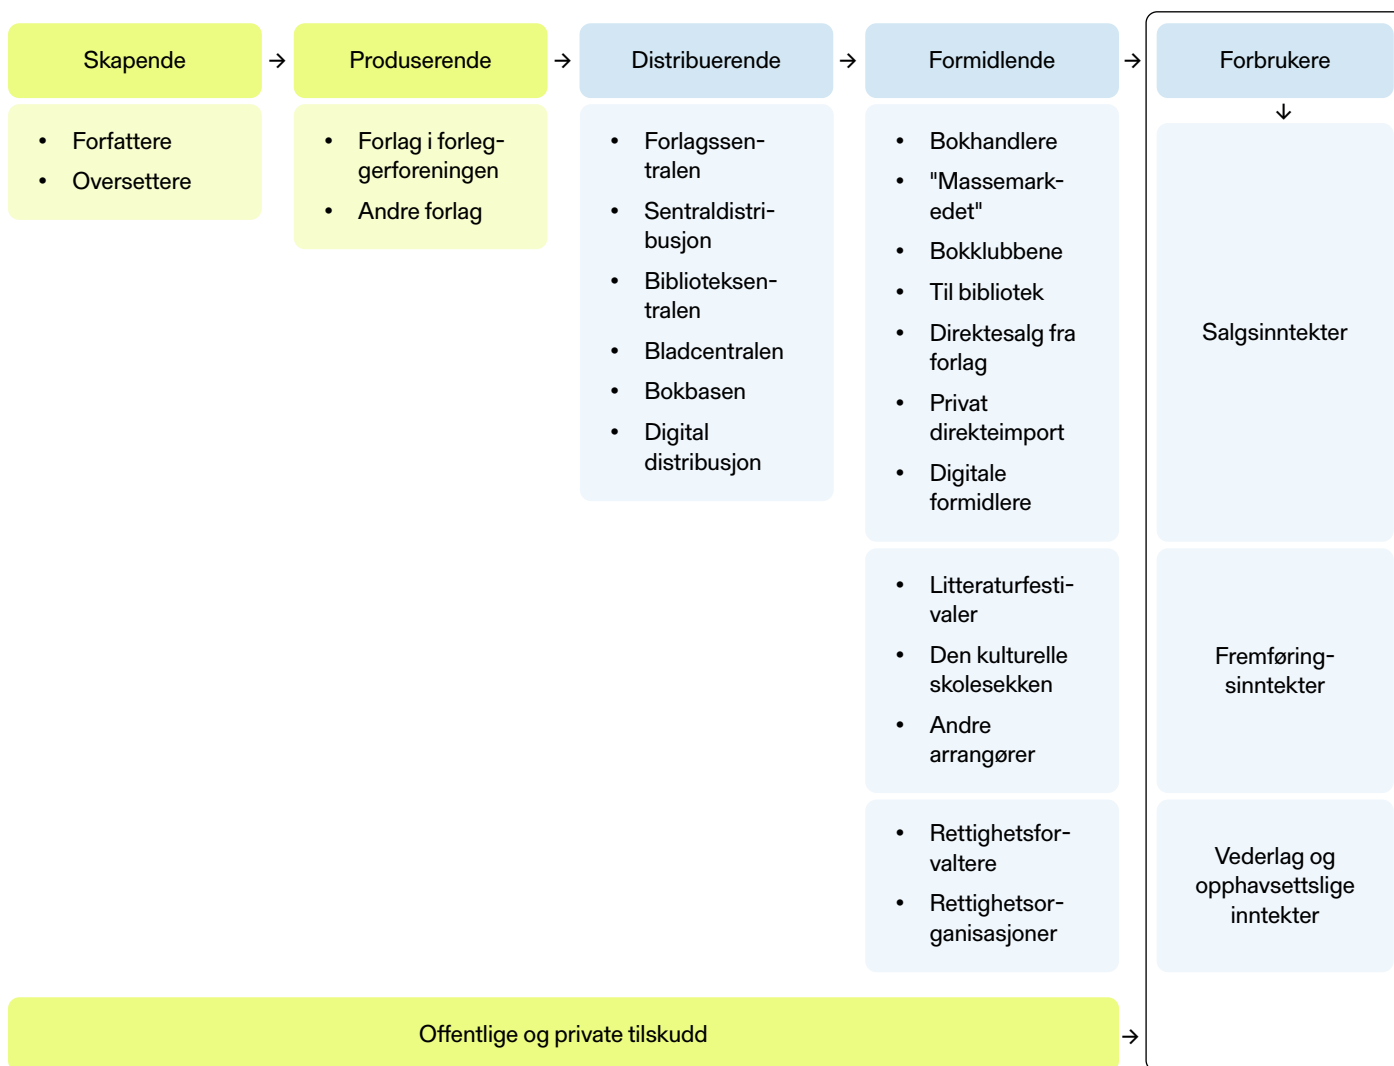 Skapende → Produserende → Distribuerende → Formidlende → Forbrukere
↓
• Forfattere
• Oversettere
• Forlag i forleg-
ggerforeningen
• Andre forlag
• Forlagssen-
tralen
• Sentraldistri-
busjon
• Biblioteksen-
tralen
• Bladcentralen
• Bokbasen
• Digital
distribusjon
• Bokhandlere
• "Massemark-
edet"
• Bokklubbene
• Til bibliotek
• Direktesalg fra
forlag
• Privat
direkteimport
• Digitale
formidlere
Salgsinntekter
• Litteraturfesti-
valer
• Den kulturelle
skolesekken
• Andre
arrangører
Fremføring-
sinntekter
• Rettighetsfor-
valtere
• Rettighetsor-
ganisasjoner
Vederlag og
opphavsettslige
inntekter
Offentlige og private tilskudd →